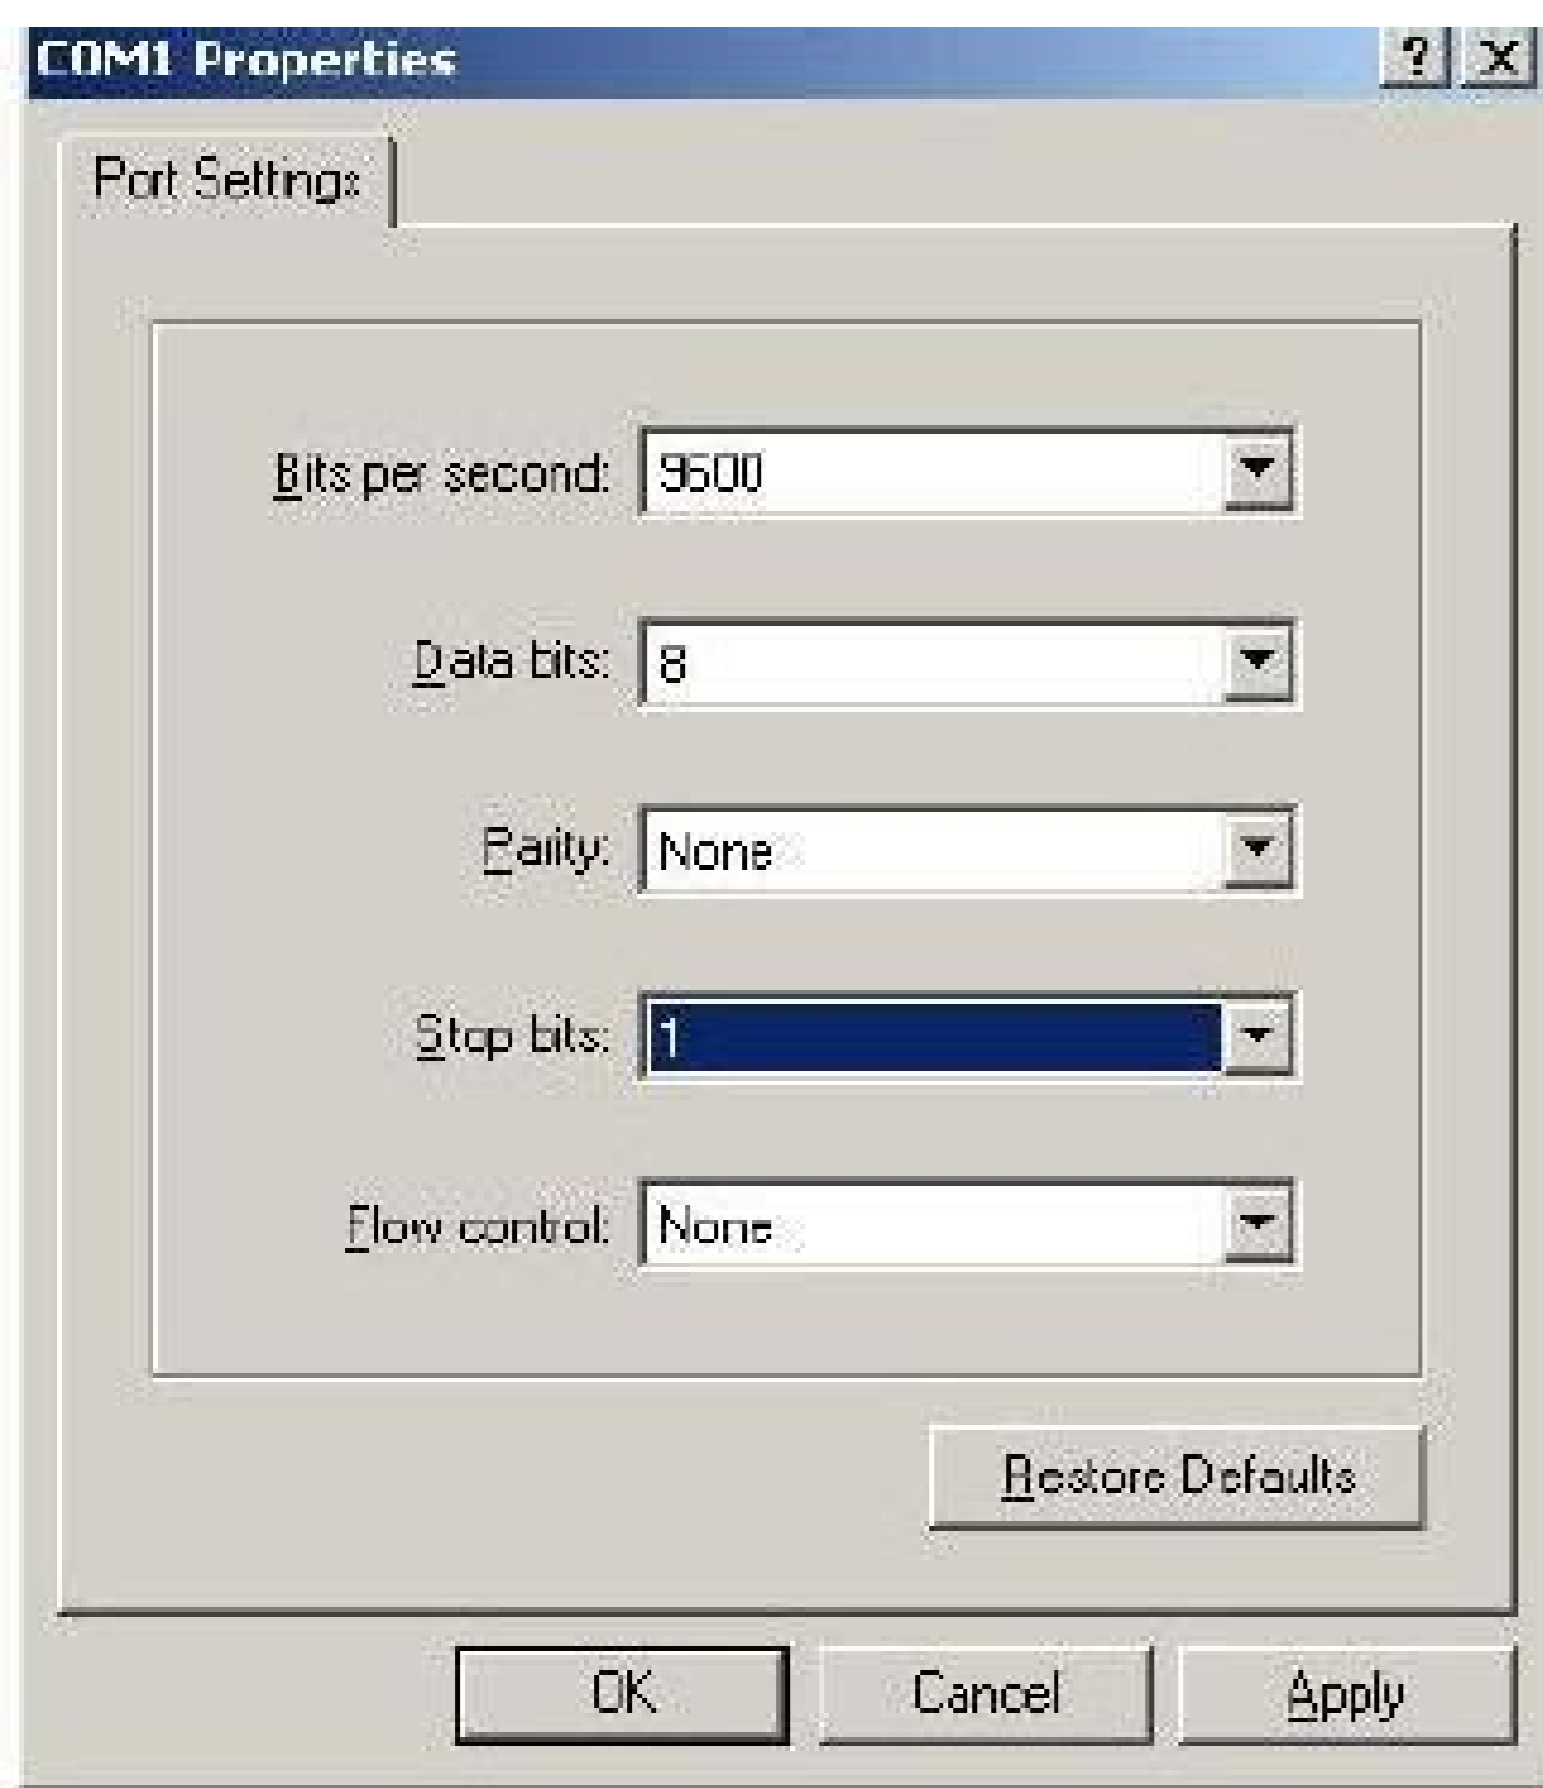 COM1 Properties
? X
Port Settings
Bits per second: 9600
Data bits: 8
Parity: None
Stop bits: 1
Flow control: None
Restore Defaults
OK Cancel Apply